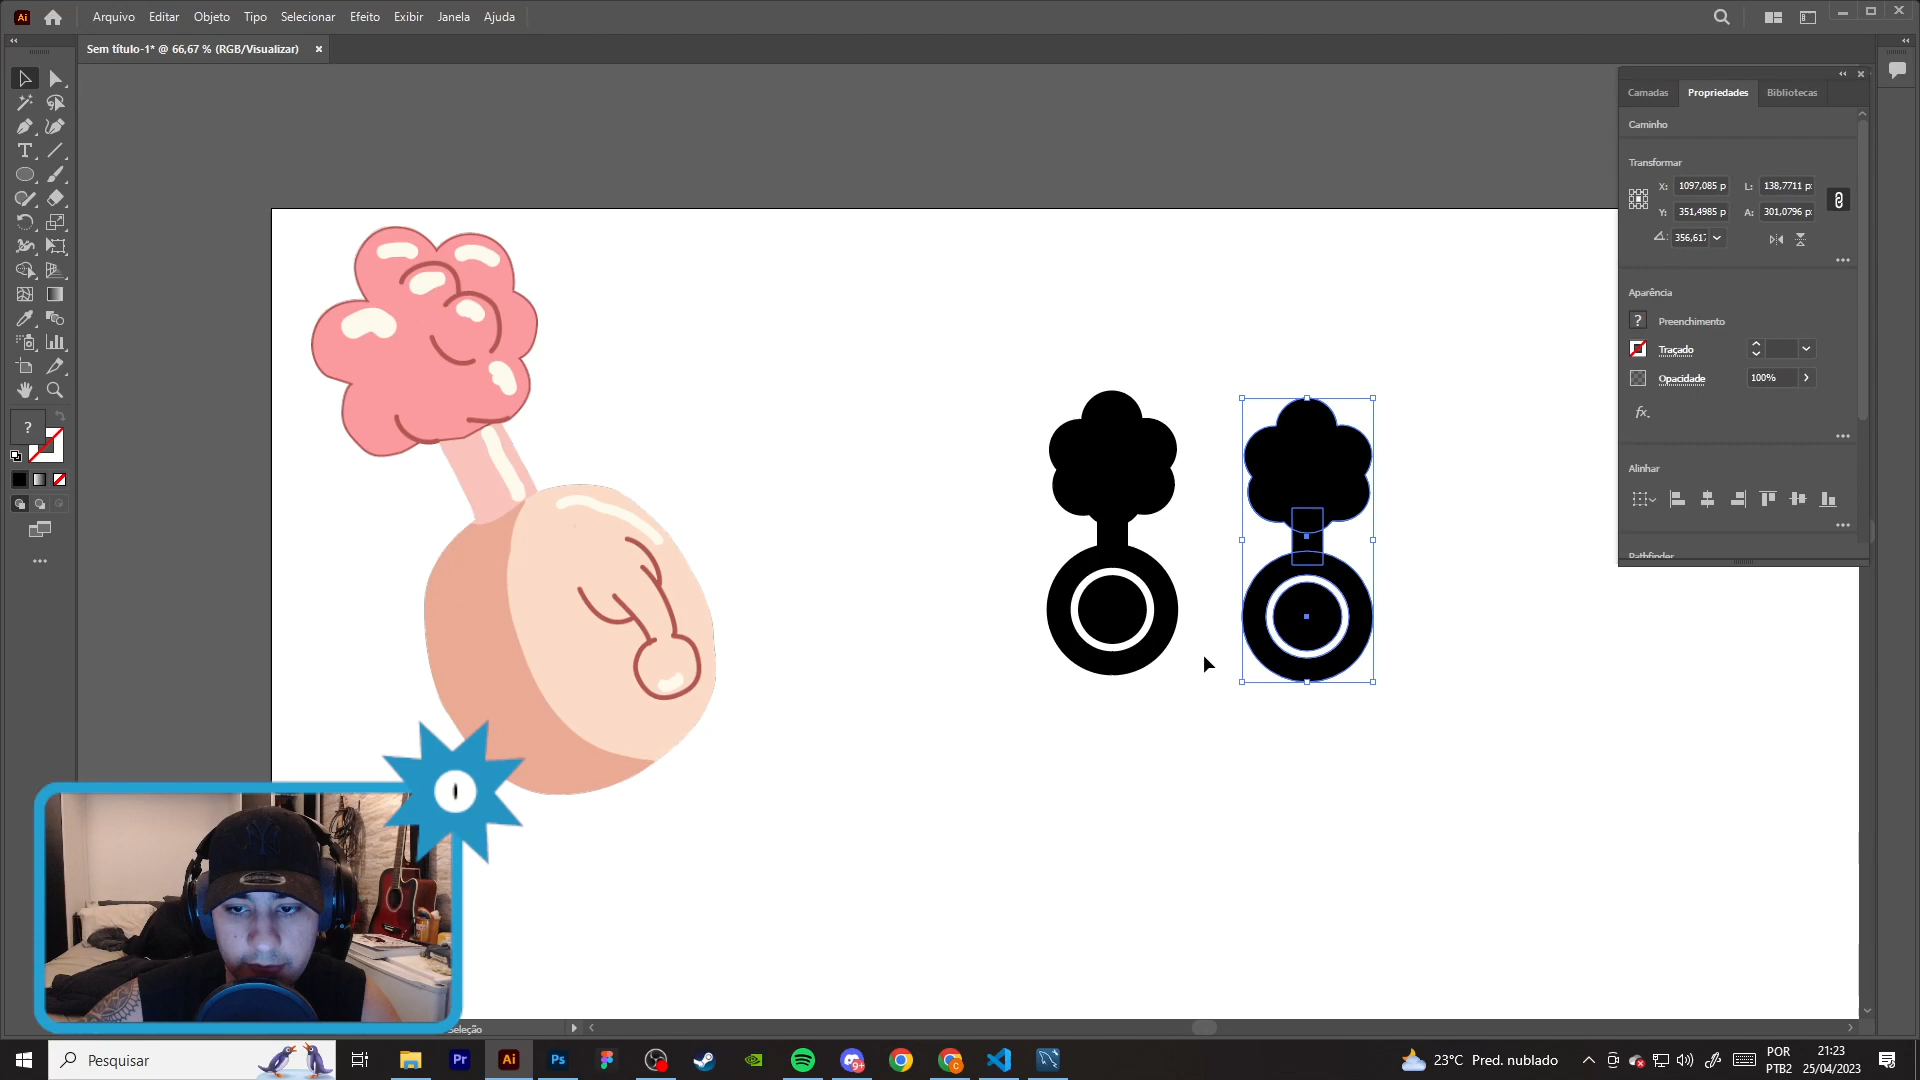 Ai
Arquivo Editar Objeto Tipo Selecionar Efeito Exibir Janela Ajuda
Sem título-1* @ 66,67 % (RGB/Visualizar) ×
Camadas Propriedades Bibliotecas
Caminho
Transformar
X: 1097,085 p L: 138,7711 p:
Y: 351,4985 p A: 301,0796 p:
356,617
Aparência
? Preenchimento
Traçado
Opacidade 100%
fx.
Alinhar
Pathfinder
?
NY
Seleção
Pesquisar
Pr Ai Ps
9+
23°C Pred. nublado
POR
PTB2
21:23
25/04/2023